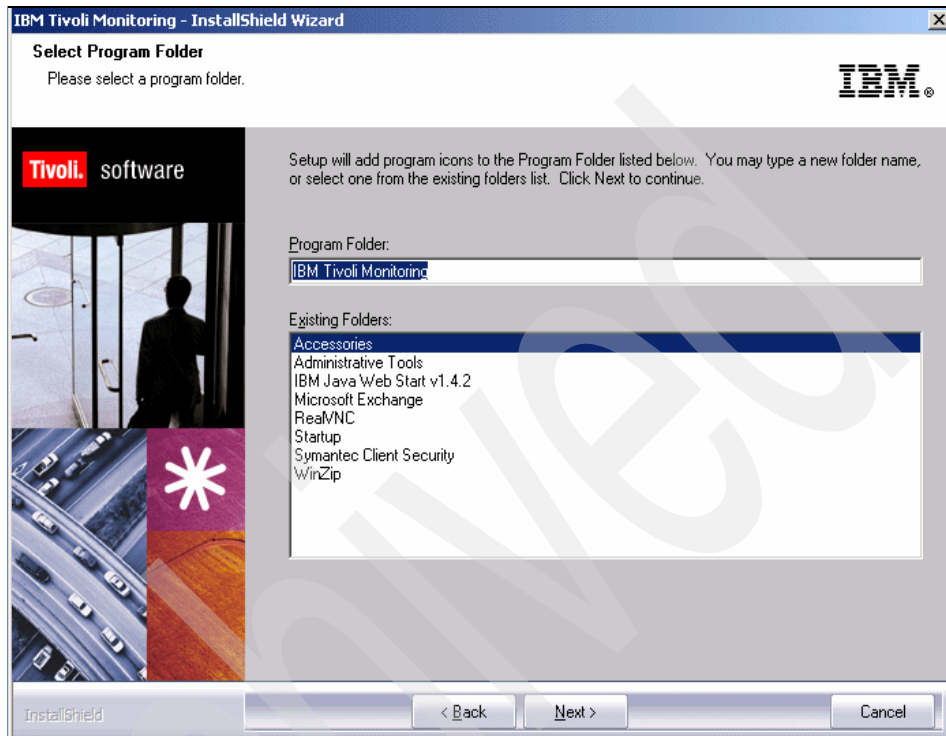 IBM Tivoli Monitoring - InstallShield Wizard
Select Program Folder
Please select a program folder.
IBM®
Tivoli. software
Setup will add program icons to the Program Folder listed below. You may type a new folder name,
or select one from the existing folders list. Click Next to continue.
Program Folder:
IBM Tivoli Monitoring
Existing Folders:
Accessories
Administrative Tools
IBM Java Web Start v1.4.2
Microsoft Exchange
RealVNC
Startup
Symantec Client Security
WinZip
InstallShield
< Back
Next >
Cancel